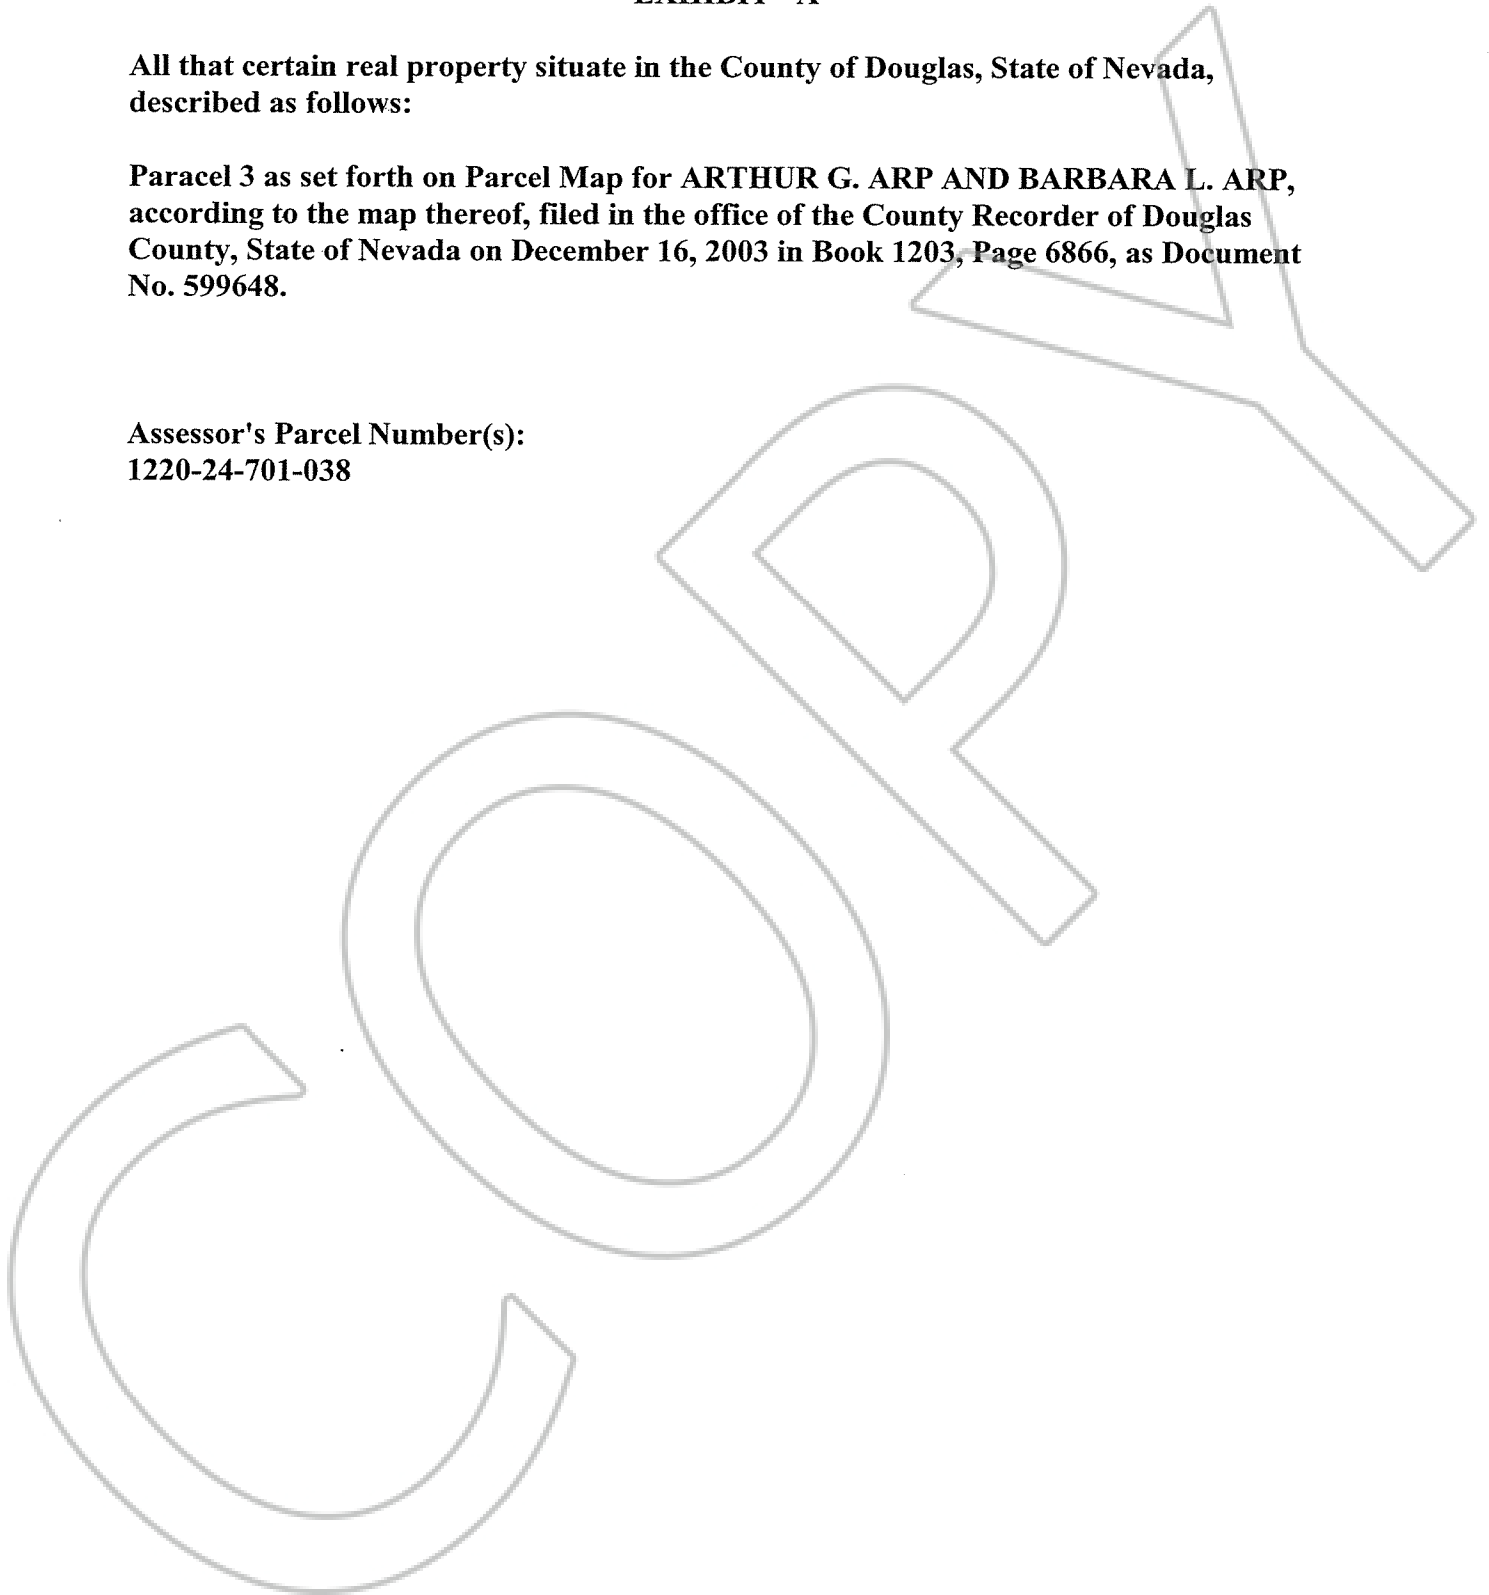 EXHIBIT "A"
All that certain real property situate in the County of Douglas, State of Nevada,
described as follows:
Paracel 3 as set forth on Parcel Map for ARTHUR G. ARP AND BARBARA L. ARP,
according to the map thereof, filed in the office of the County Recorder of Douglas
County, State of Nevada on December 16, 2003 in Book 1203, Page 6866, as Document
No. 599648.
Assessor's Parcel Number(s):
1220-24-701-038
COPY